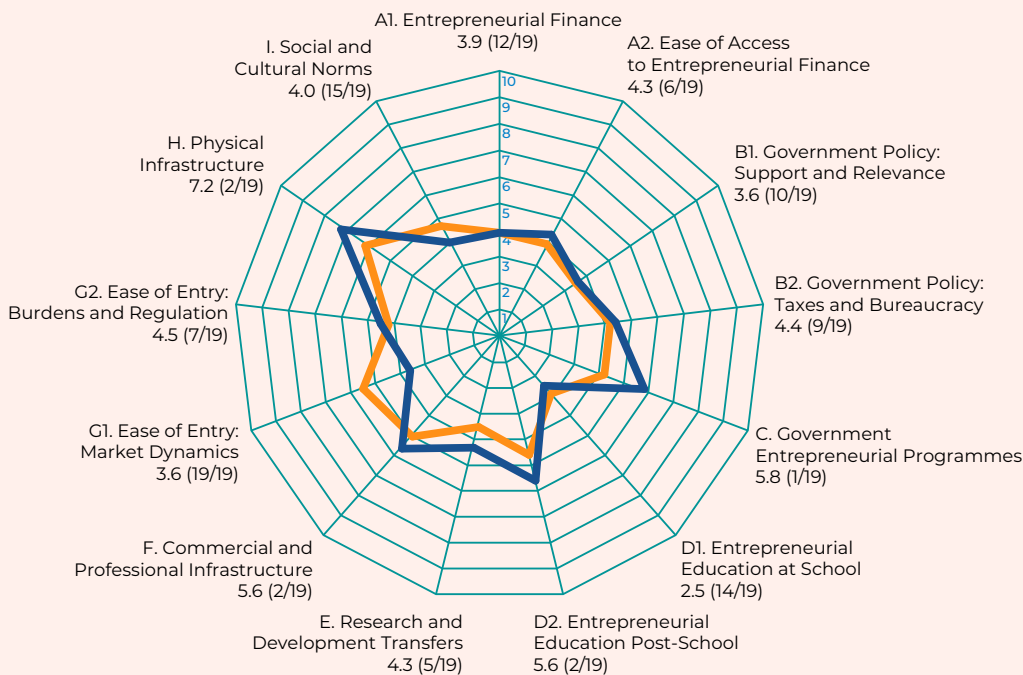 A1. Entrepreneurial Finance
3.9 (12/19)
A2. Ease of Access
to Entrepreneurial Finance
4.3 (6/19)
B1. Government Policy:
Support and Relevance
3.6 (10/19)
B2. Government Policy:
Taxes and Bureaucracy
4.4 (9/19)
C. Government
Entrepreneurial Programmes
5.8 (1/19)
D1. Entrepreneurial
Education at School
2.5 (14/19)
D2. Entrepreneurial
Education Post-School
5.6 (2/19)
E. Research and
Development Transfers
4.3 (5/19)
F. Commercial and
Professional Infrastructure
5.6 (2/19)
G1. Ease of Entry:
Market Dynamics
3.6 (19/19)
G2. Ease of Entry:
Burdens and Regulation
4.5 (7/19)
H. Physical
Infrastructure
7.2 (2/19)
I. Social and
Cultural Norms
4.0 (15/19)
10
9
8
7
6
5
4
3
2
1